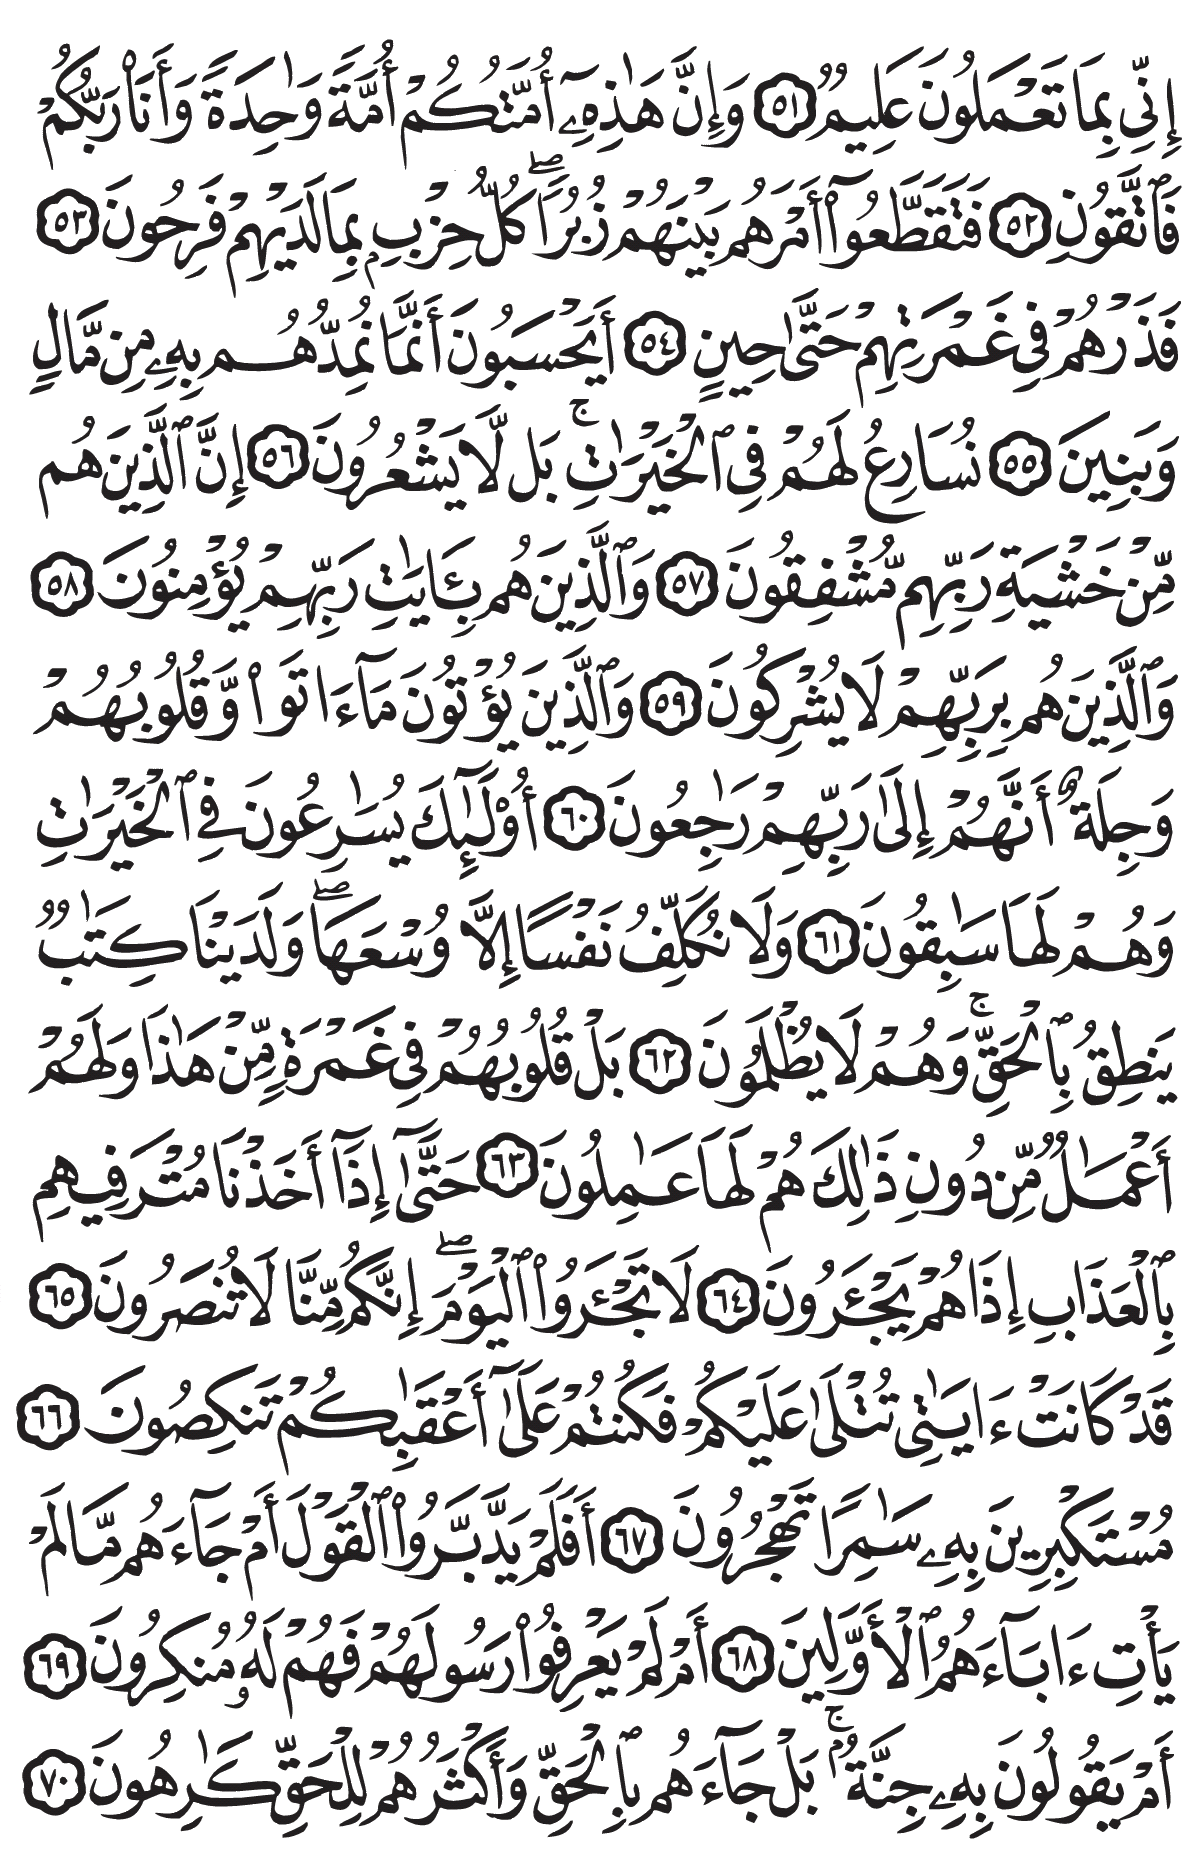 إِنِّى بِمَا تَعْمَلُونَ عَلِيمٌ ٥١ وَإِنَّ هَٰذِهِۦٓ أُمَّتُكُمْ أُمَّةً وَٰحِدَةً وَأَنَا۠ رَبُّكُمْ
فَٱتَّقُونِ ٥٢ فَتَقَطَّعُوٓا۟ أَمْرَهُم بَيْنَهُمْ زُبُرًا ۖ كُلُّ حِزْبٍۭ بِمَا لَدَيْهِمْ فَرِحُونَ ٥٣
فَذَرْهُمْ فِى غَمْرَتِهِمْ حَتَّىٰ حِينٍ ٥٤ أَيَحْسَبُونَ أَنَّمَا نُمِدُّهُم بِهِۦ مِن مَّالٍ
وَبَنِينَ ٥٥ نُسَارِعُ لَهُمْ فِى ٱلْخَيْرَٰتِ ۚ بَل لَّا يَشْعُرُونَ ٥٦ إِنَّ ٱلَّذِينَ هُم
مِّنْ خَشْيَةِ رَبِّهِم مُّشْفِقُونَ ٥٧ وَٱلَّذِينَ هُم بِـَٔايَٰتِ رَبِّهِمْ يُؤْمِنُونَ ٥٨
وَٱلَّذِينَ هُم بِرَبِّهِمْ لَا يُشْرِكُونَ ٥٩ وَٱلَّذِينَ يُؤْتُونَ مَآ ءَاتَوا۟ وَّقُلُوبُهُمْ
وَجِلَةٌ أَنَّهُمْ إِلَىٰ رَبِّهِمْ رَٰجِعُونَ ٦٠ أُو۟لَٰٓئِكَ يُسَٰرِعُونَ فِى ٱلْخَيْرَٰتِ
وَهُمْ لَهَا سَٰبِقُونَ ٦١ وَلَا نُكَلِّفُ نَفْسًا إِلَّا وُسْعَهَا ۖ وَلَدَيْنَا كِتَٰبٌ
يَنطِقُ بِٱلْحَقِّ ۚ وَهُمْ لَا يُظْلَمُونَ ٦٢ بَلْ قُلُوبُهُمْ فِى غَمْرَةٍ مِّنْ هَٰذَا وَلَهُمْ
أَعْمَٰلٌ مِّن دُونِ ذَٰلِكَ هُمْ لَهَا عَٰمِلُونَ ٦٣ حَتَّىٰٓ إِذَآ أَخَذْنَا مُتْرَفِيهِم
بِٱلْعَذَابِ إِذَا هُمْ يَجْـَٔرُونَ ٦٤ لَا تَجْـَٔرُوا۟ ٱلْيَوْمَ ۖ إِنَّكُم مِّنَّا لَا تُنصَرُونَ ٦٥
قَدْ كَانَتْ ءَايَٰتِى تُتْلَىٰ عَلَيْكُمْ فَكُنتُمْ عَلَىٰٓ أَعْقَٰبِكُمْ تَنكِصُونَ ٦٦
مُسْتَكْبِرِينَ بِهِۦ سَٰمِرًا تَهْجُرُونَ ٦٧ أَفَلَمْ يَدَّبَّرُوا۟ ٱلْقَوْلَ أَمْ جَآءَهُم مَّا لَمْ
يَأْتِ ءَابَآءَهُمُ ٱلْأَوَّلِينَ ٦٨ أَمْ لَمْ يَعْرِفُوا۟ رَسُولَهُمْ فَهُمْ لَهُۥ مُنكِرُونَ ٦٩
أَمْ يَقُولُونَ بِهِۦ جِنَّةٌۢ ۚ بَلْ جَآءَهُم بِٱلْحَقِّ وَأَكْثَرُهُمْ لِلْحَقِّ كَٰرِهُونَ ٧٠